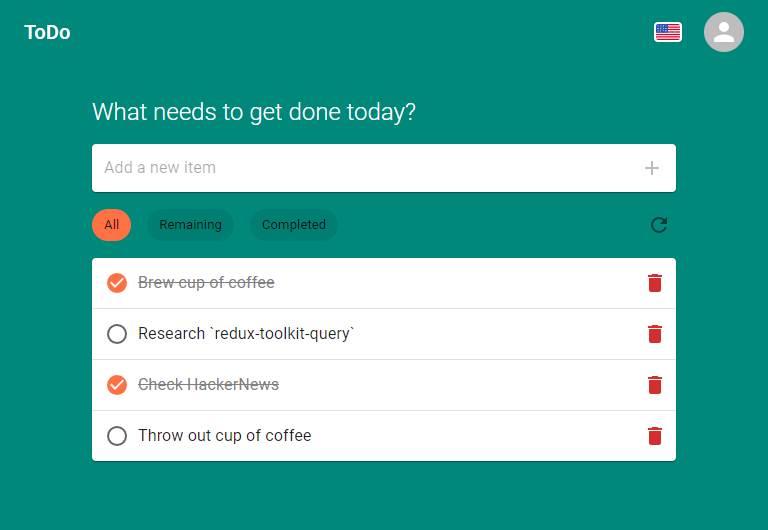 ToDo
What needs to get done today?
Add a new item
All Remaining Completed
Brew cup of coffee
Research `redux-toolkit-query`
Check HackerNews
Throw out cup of coffee